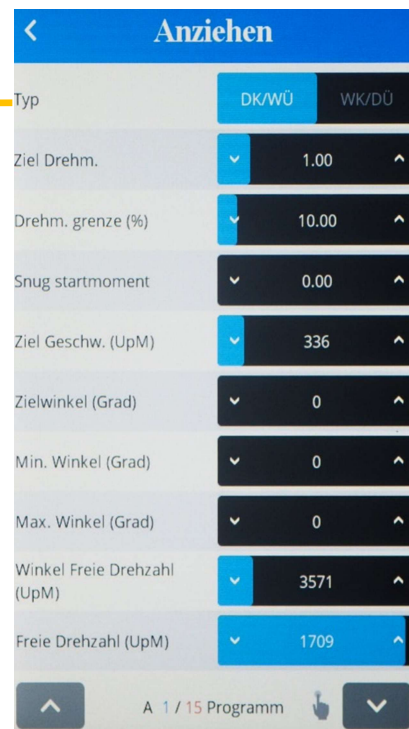 Anziehen
Typ DK/WÜ WK/DÜ
Ziel Drehm. 1.00
Drehm. grenze (%) 10.00
Snug startmoment 0.00
Ziel Geschw. (UpM) 336
Zielwinkel (Grad) 0
Min. Winkel (Grad) 0
Max. Winkel (Grad) 0
Winkel Freie Drehzahl
(UpM) 3571
Freie Drehzahl (UpM) 1709
A 1 / 15 Programm